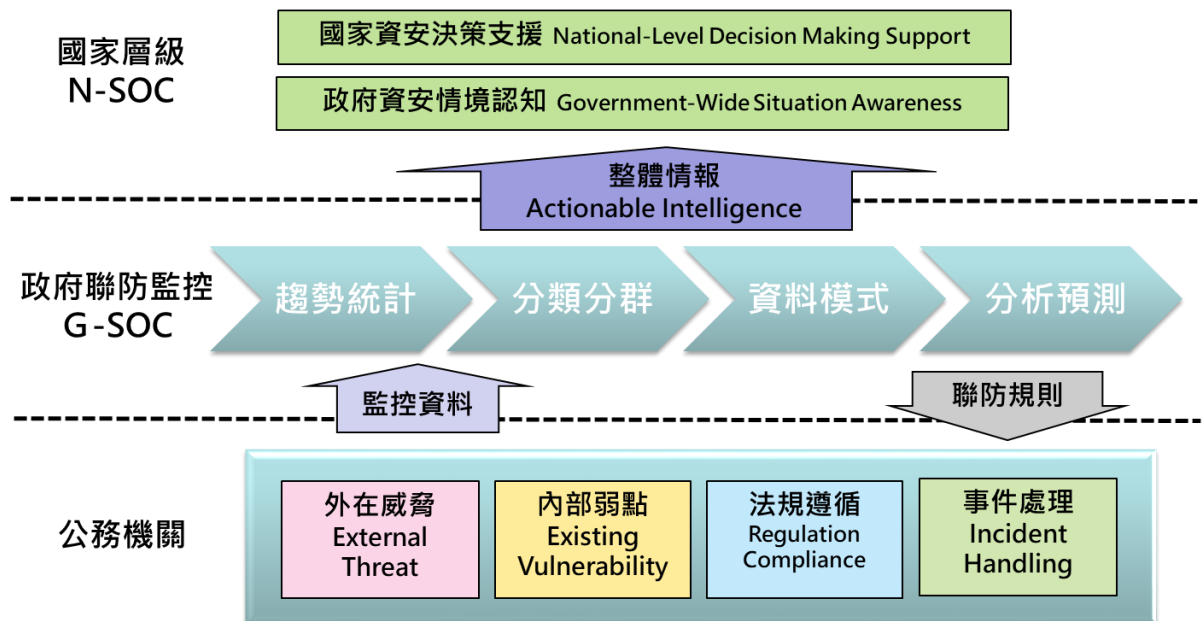 國家層級
N-SOC
國家資安決策支援 National-Level Decision Making Support
政府資安情境認知 Government-Wide Situation Awareness
整體情報
Actionable Intelligence
政府聯防監控
G-SOC
趨勢統計
分類分群
資料模式
分析預測
監控資料
聯防規則
公務機關
外在威脅
External
Threat
內部弱點
Existing
Vulnerability
法規遵循
Regulation
Compliance
事件處理
Incident
Handling